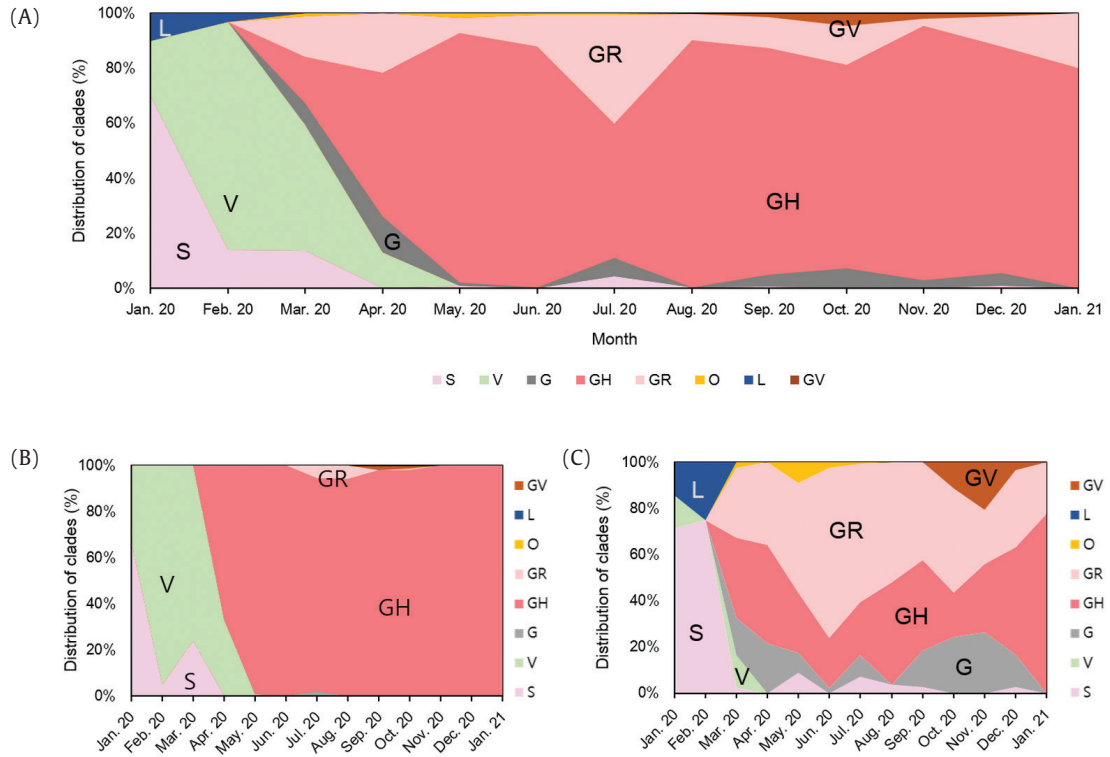 (A)
Distribution of clades (%)
100%
80%
60%
40%
20%
0%
L
V
S
G
GR
GH
GV
Jan. 20 Feb. 20 Mar. 20 Apr. 20 May. 20 Jun. 20 Jul. 20 Aug. 20 Sep. 20 Oct. 20 Nov. 20 Dec. 20 Jan. 21
Month
S V G GH GR O L GV
(B)
Distribution of clades (%)
100%
80%
60%
40%
20%
0%
V
S
GR
GH
Jan. 20 Feb. 20 Mar. 20 Apr. 20 May. 20 Jun. 20 Jul. 20 Aug. 20 Sep. 20 Oct. 20 Nov. 20 Dec. 20 Jan. 21
GV
L
O
GR
GH
G
V
S
(C)
Distribution of clades (%)
100%
80%
60%
40%
20%
0%
L
S
V
GR
GH
GV
G
Jan. 20 Feb. 20 Mar. 20 Apr. 20 May. 20 Jun. 20 Jul. 20 Aug. 20 Sep. 20 Oct. 20 Nov. 20 Dec. 20 Jan. 21
GV
L
O
GR
GH
G
V
S